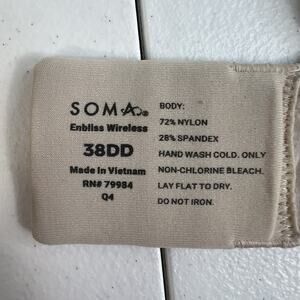 SOMA®
Enbliss Wireless
38DD
Made in Vietnam
RN# 79984
Q4
BODY:
72% NYLON
28% SPANDEX
HAND WASH COLD. ONLY
NON-CHLORINE BLEACH.
LAY FLAT TO DRY.
DO NOT IRON.